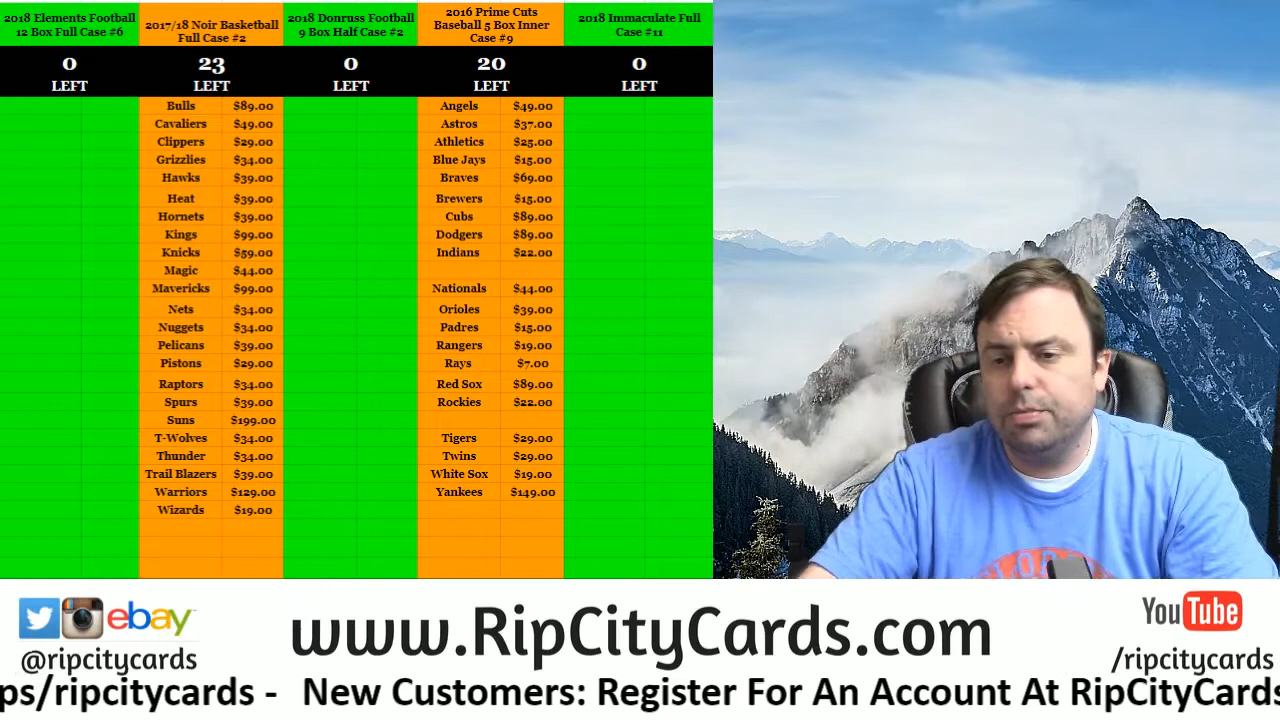 2018 Elements Football
12 Box Full Case #6
0
LEFT
2017/18 Noir Basketball
Full Case #2
23
LEFT
Bulls $89.00
Cavaliers $49.00
Clippers $29.00
Grizzlies $34.00
Hawks $39.00
Heat $39.00
Hornets $39.00
Kings $99.00
Knicks $59.00
Magic $44.00
Mavericks $99.00
Nets $34.00
Nuggets $34.00
Pelicans $39.00
Pistons $29.00
Raptors $34.00
Spurs $39.00
Suns $199.00
T-Wolves $34.00
Thunder $34.00
Trail Blazers $39.00
Warriors $129.00
Wizards $19.00
2018 Donruss Football
9 Box Half Case #2
0
LEFT
2016 Prime Cuts
Baseball 5 Box Inner
Case #9
20
LEFT
Angels $49.00
Astros $37.00
Athletics $25.00
Blue Jays $15.00
Braves $69.00
Brewers $15.00
Cubs $89.00
Dodgers $89.00
Indians $22.00
Nationals $44.00
Orioles $39.00
Padres $15.00
Rangers $19.00
Rays $7.00
Red Sox $89.00
Rockies $22.00
Tigers $29.00
Twins $29.00
White Sox $19.00
Yankees $149.00
2018 Immaculate Full
Case #11
0
LEFT
ebay
@ripcitycards
www.RipCityCards.com
YouTube
/ripcitycards
ps/ripcitycards - New Customers: Register For An Account At RipCityCards